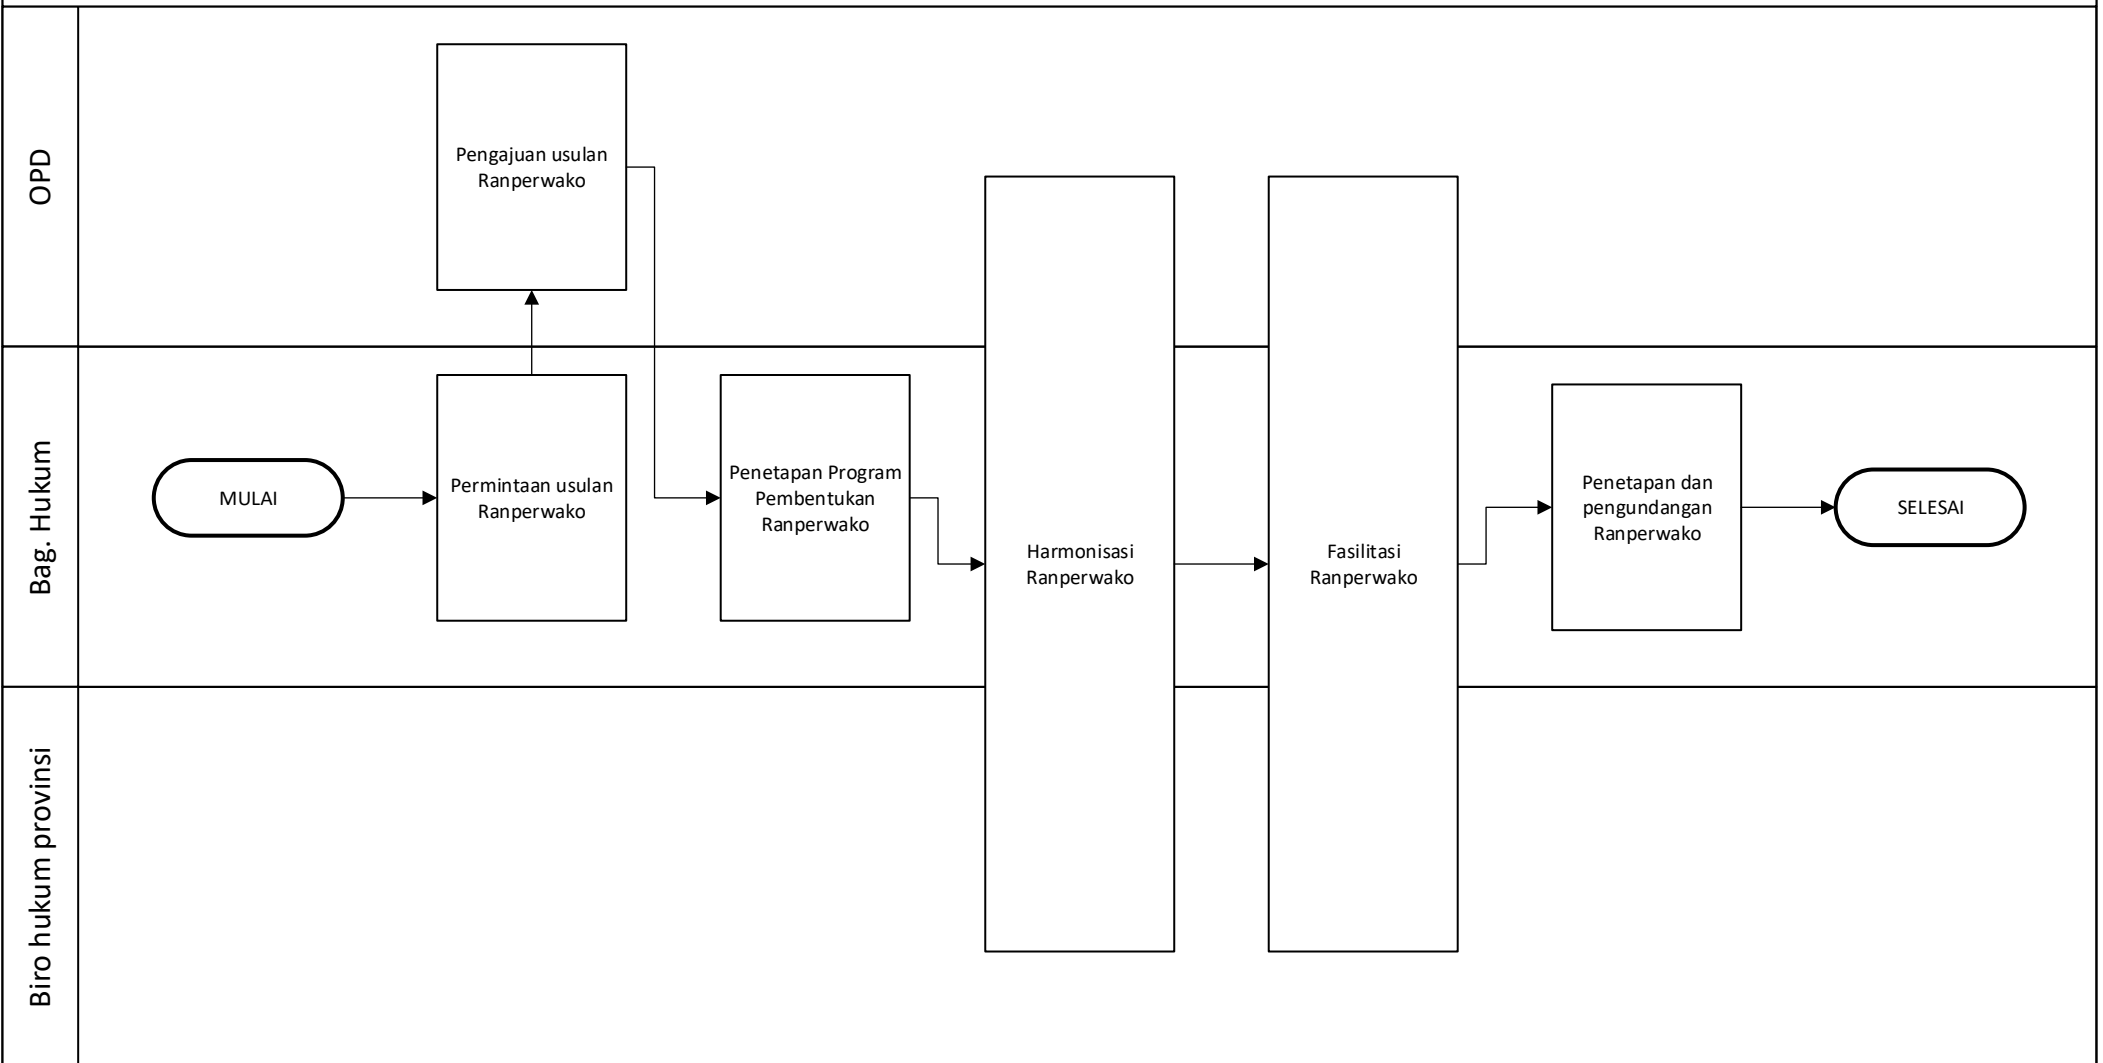 OPD
Pengajuan usulan
Ranperwako
Bag. Hukum
MULAI
Permintaan usulan
Ranperwako
Penetapan Program
Pembentukan
Ranperwako
Harmonisasi
Ranperwako
Fasilitasi
Ranperwako
Penetapan dan
pengundangan
Ranperwako
SELESAI
Biro hukum provinsi